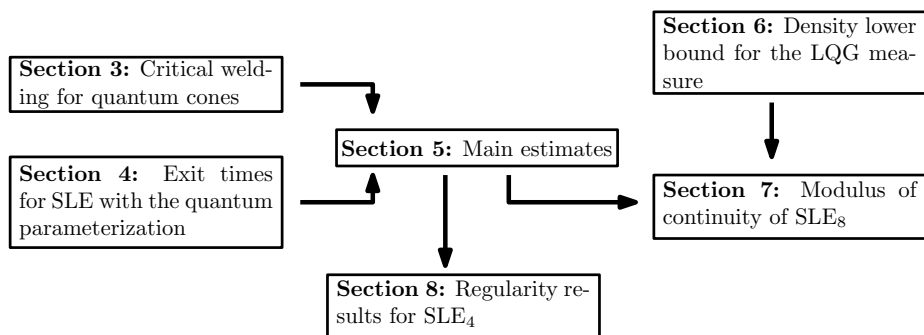 Section 3: Critical weld-
ing for quantum cones
Section 4: Exit times
for SLE with the quantum
parameterization
Section 5: Main estimates
Section 6: Density lower
bound for the LQG mea-
sure
Section 7: Modulus of
continuity of SLE₈
Section 8: Regularity re-
sults for SLE₄